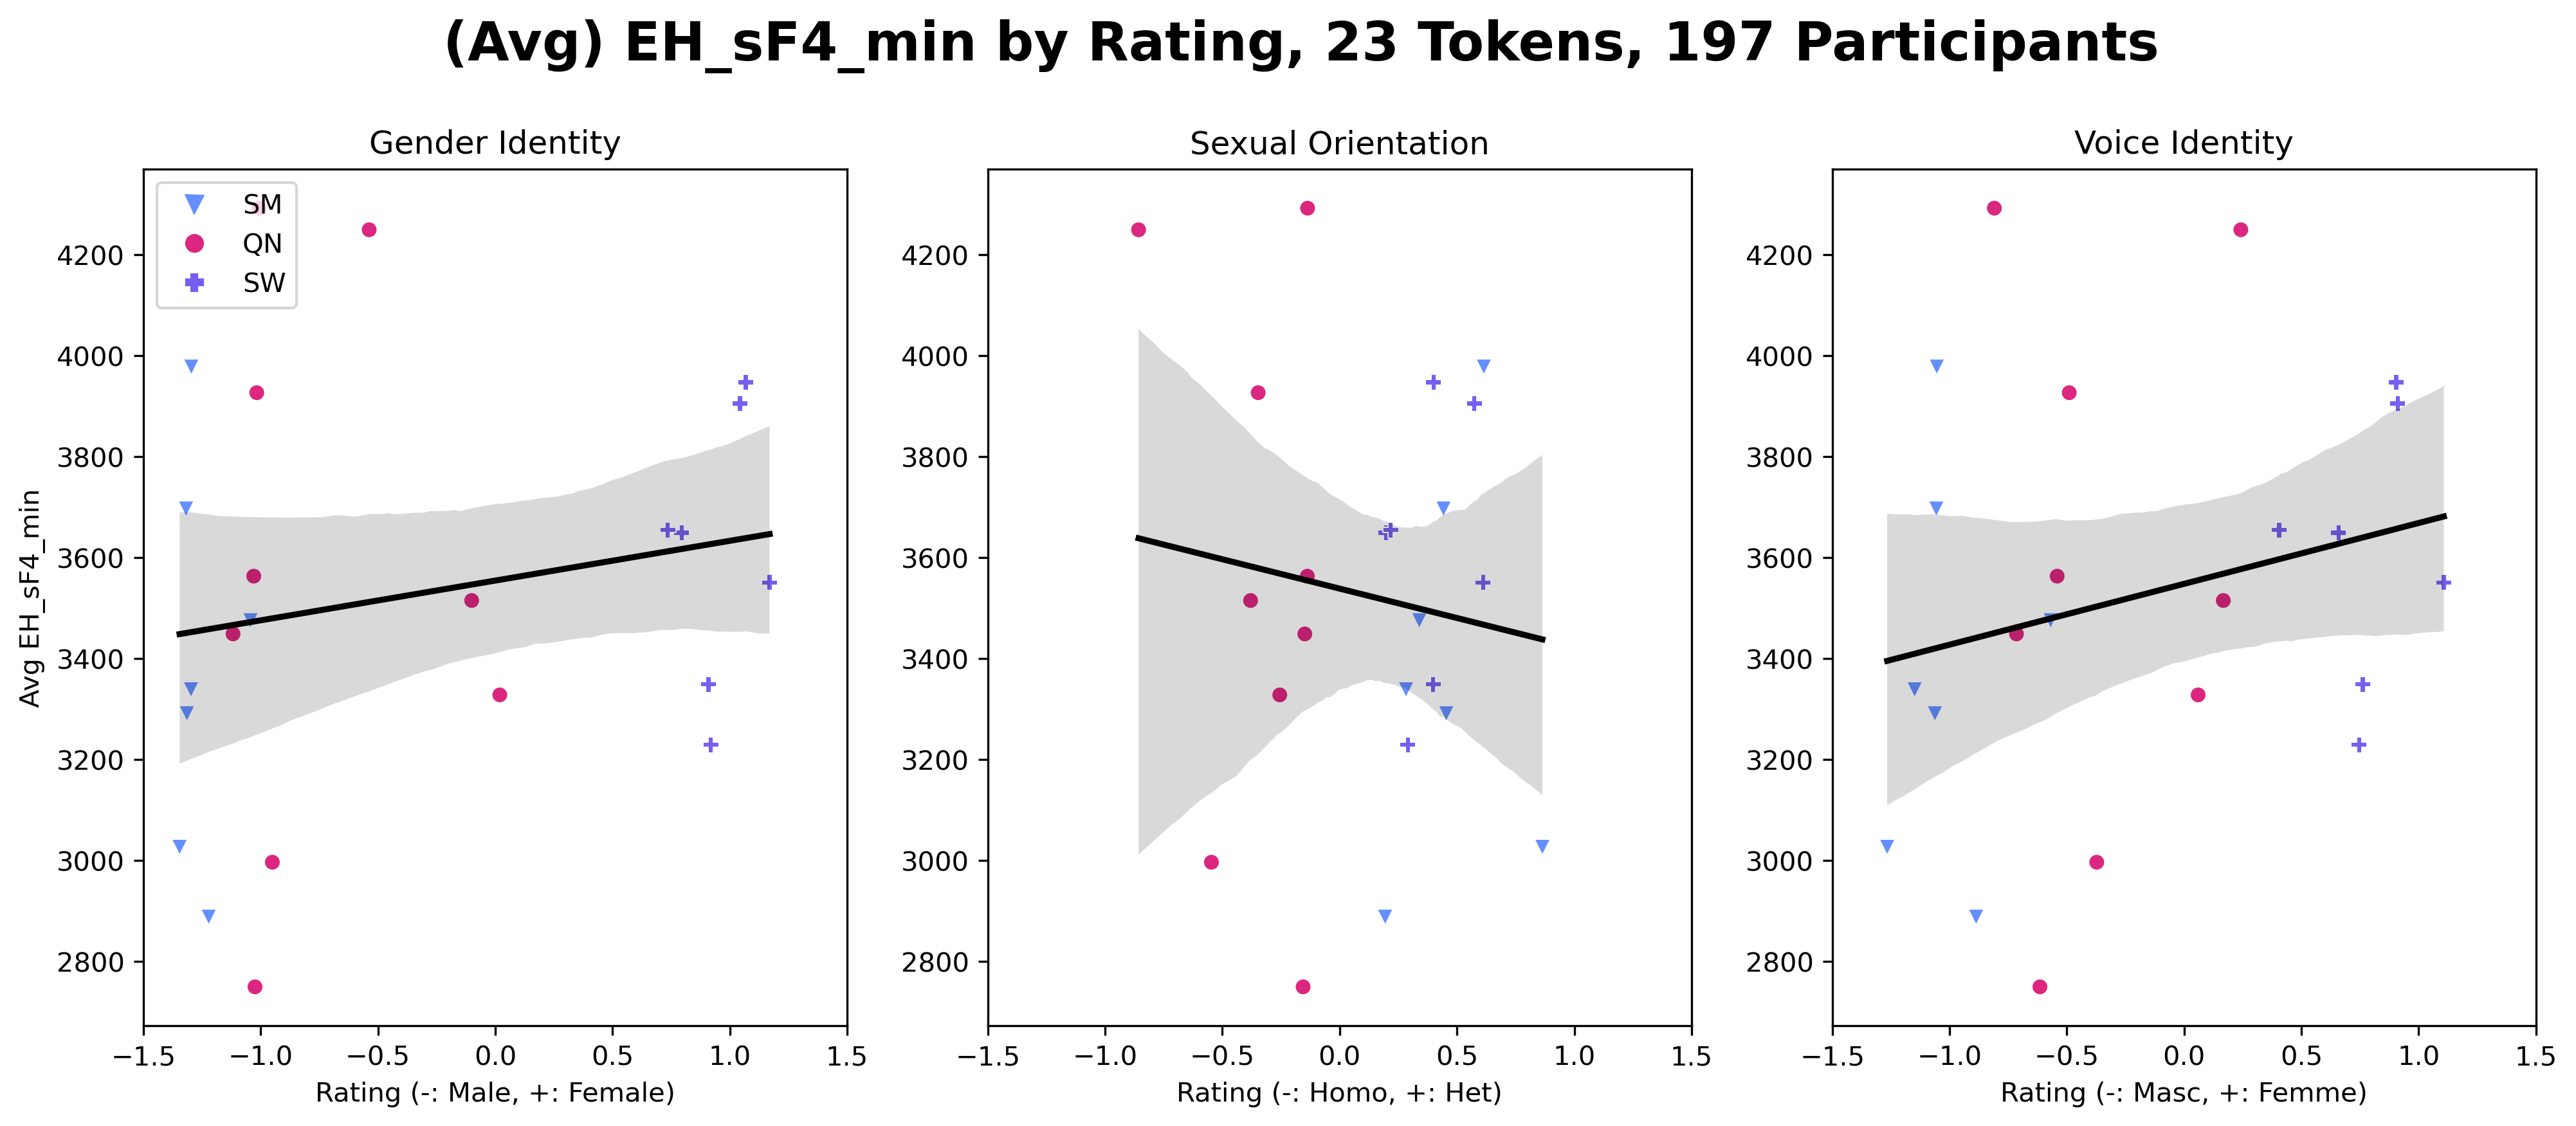 (Avg) EH_sF4_min by Rating, 23 Tokens, 197 Participants
Gender Identity
SM
QN
SW
4200
4000
3800
3600
3400
3200
3000
2800
Avg EH_sF4_min
−1.5 −1.0 −0.5 0.0 0.5 1.0 1.5
Rating (-: Male, +: Female)
Sexual Orientation
4200
4000
3800
3600
3400
3200
3000
2800
−1.5 −1.0 −0.5 0.0 0.5 1.0 1.5
Rating (-: Homo, +: Het)
Voice Identity
4200
4000
3800
3600
3400
3200
3000
2800
−1.5 −1.0 −0.5 0.0 0.5 1.0 1.5
Rating (-: Masc, +: Femme)